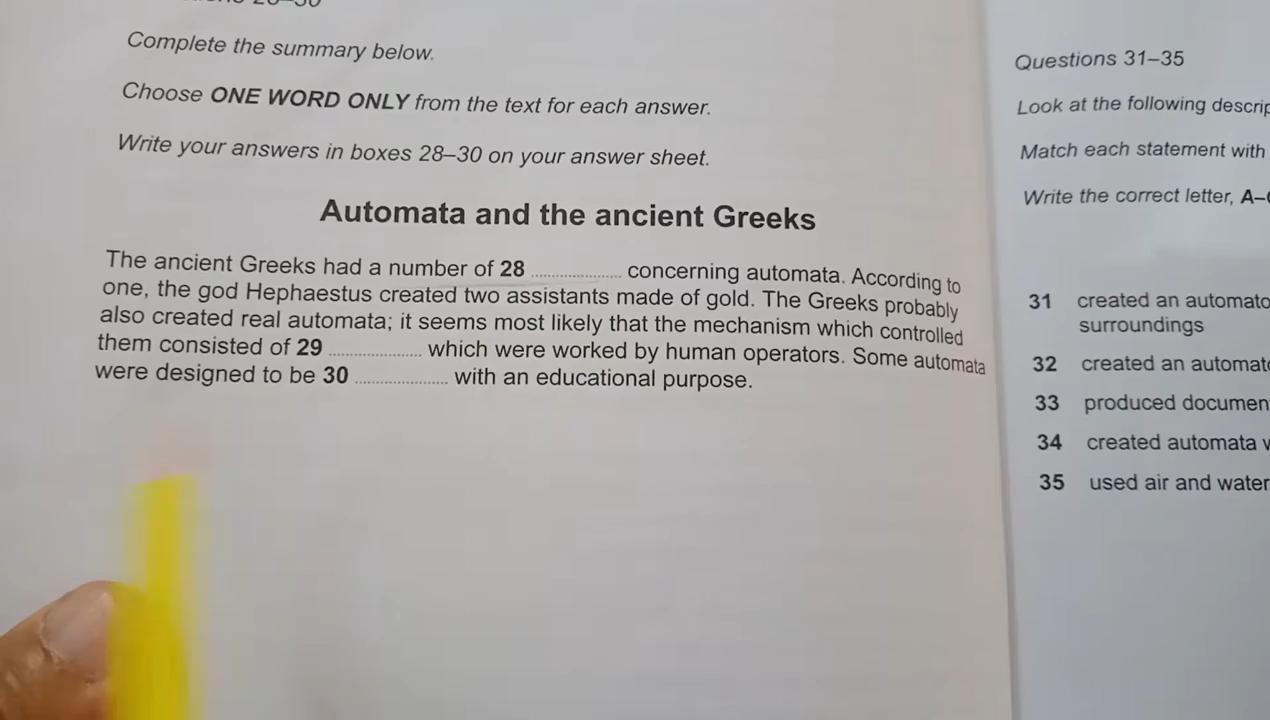 Complete the summary below.
Choose ONE WORD ONLY from the text for each answer.
Write your answers in boxes 28–30 on your answer sheet.
Automata and the ancient Greeks
The ancient Greeks had a number of 28 .................... concerning automata. According to
one, the god Hephaestus created two assistants made of gold. The Greeks probably
also created real automata; it seems most likely that the mechanism which controlled
them consisted of 29 .................... which were worked by human operators. Some automata
were designed to be 30 .................... with an educational purpose.
Questions 31–35
Look at the following
Match each statement with
Write the correct letter, A–
31 created an
surroundings
32 created an
33 produced
34 created automata
35 used air and water